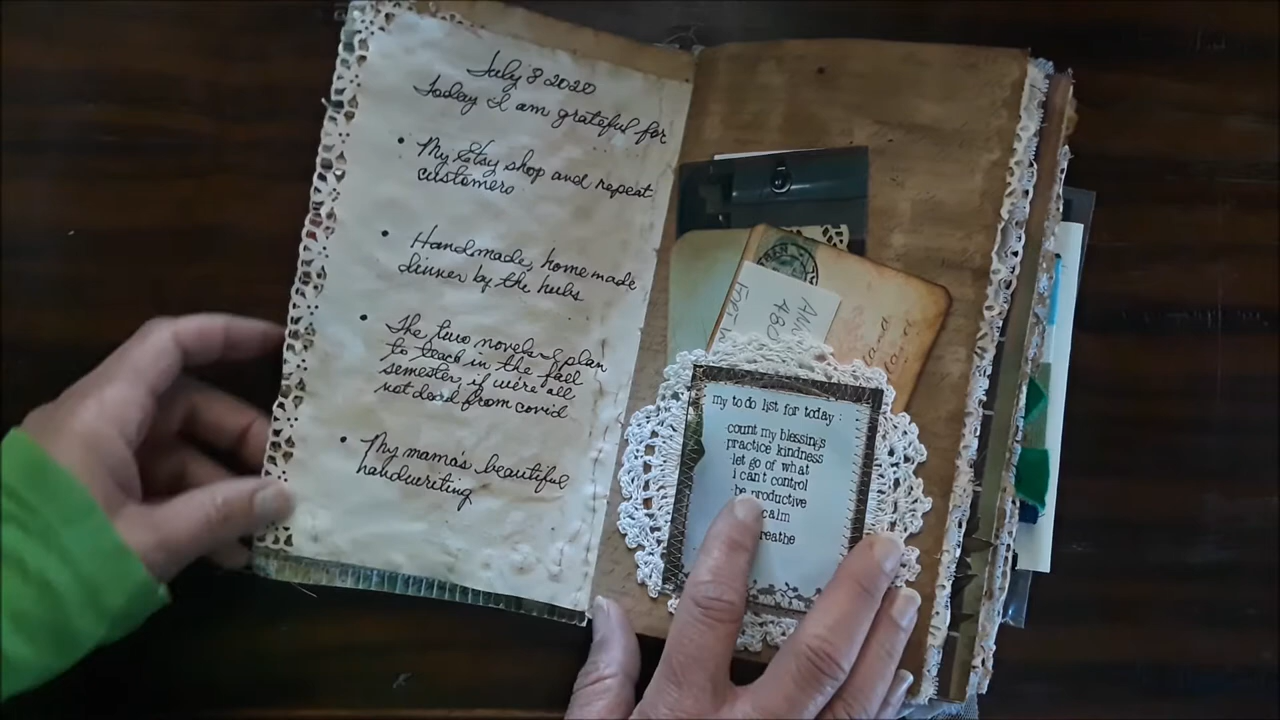 July 3 2020
Today I am grateful for
• My Etsy shop and repeat
customers
• Handmade, homemade
dinner by the hubs
• The two novels I plan
to teach in the fall
semester, if we're all
not dead from covid
• My mama's beautiful
handwriting
my to do list for today :
count my blessings
practice kindness
let go of what
i can't control
be productive
calm